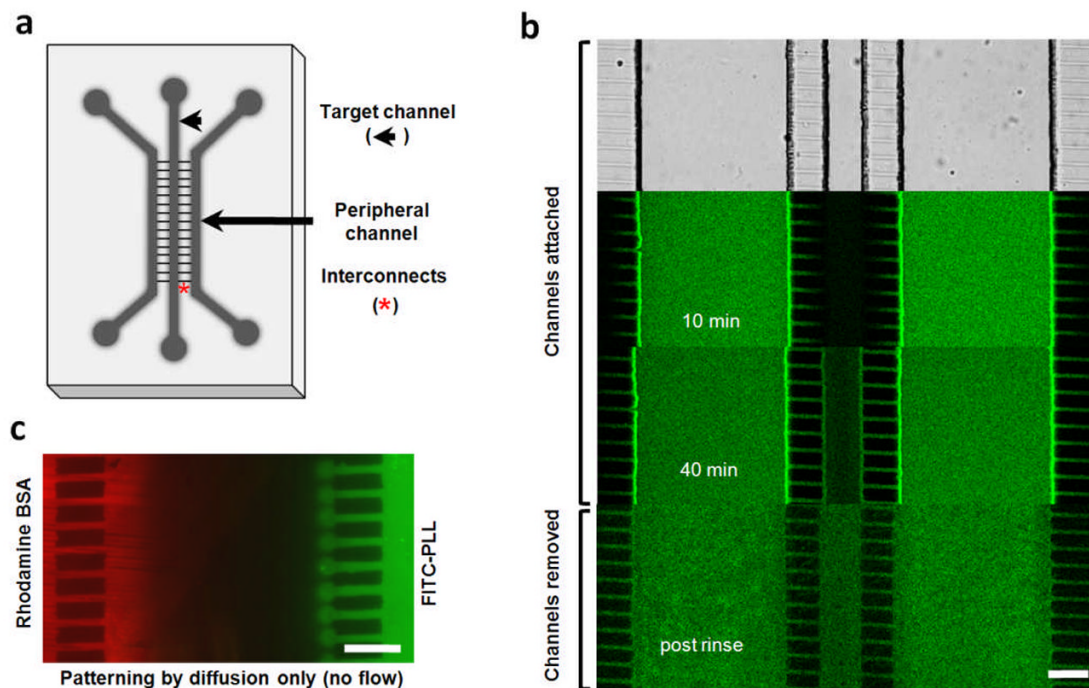 a
Target channel
( )
Peripheral
channel
Interconnects
(*)
b
Channels attached
10 min
40 min
Channels removed
post rinse
c
Rhodamine BSA
FITC-PLL
Patterning by diffusion only (no flow)